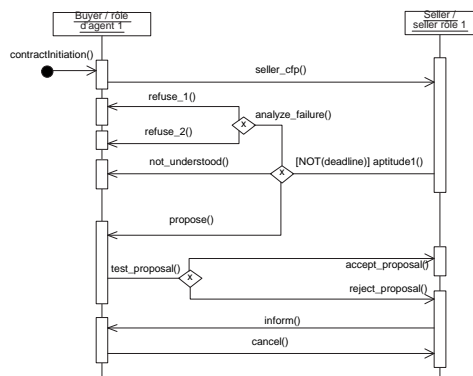 Buyer / rôle
d'agent 1
Seller /
seller rôle 1
contractInitiation()
seller_cfp()
refuse_1()
analyze_failure()
x
refuse_2()
not_understood()
x
[NOT(deadline)] aptitude1()
propose()
test_proposal()
x
accept_proposal()
reject_proposal()
inform()
cancel()